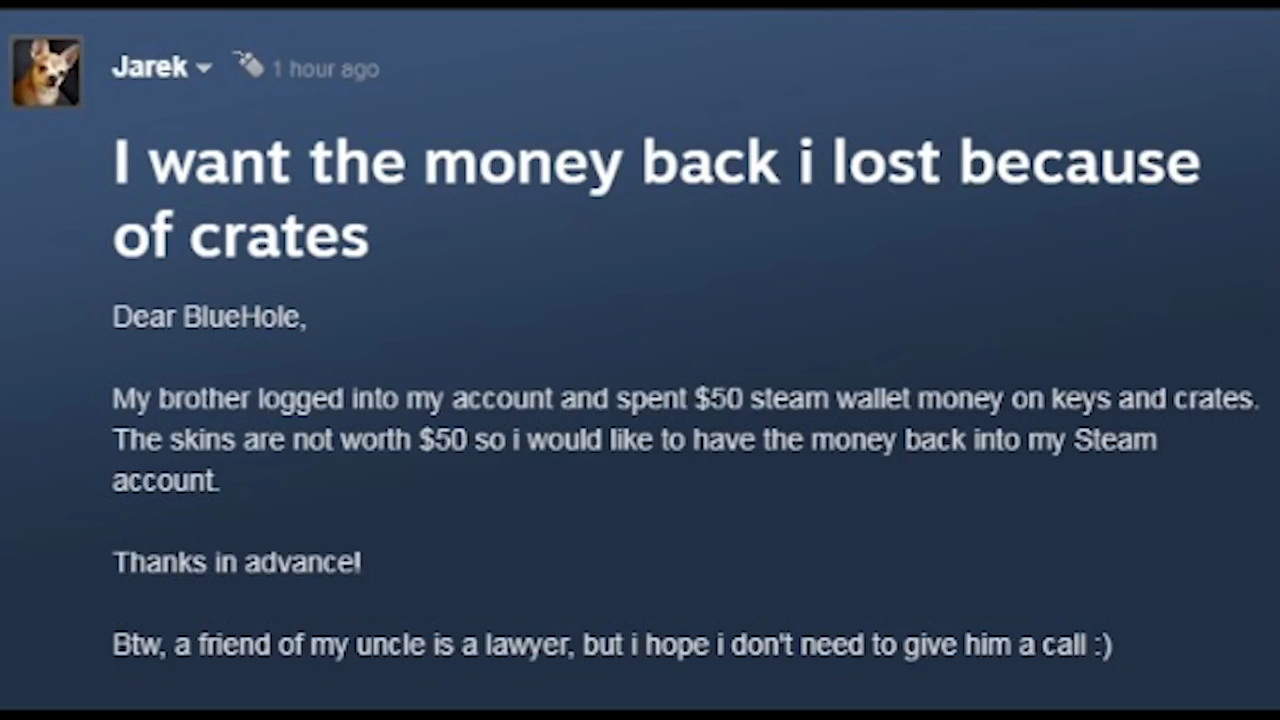 Jarek 1 hour ago
I want the money back i lost because
of crates
Dear BlueHole,
My brother logged into my account and spent $50 steam wallet money on keys and crates.
The skins are not worth $50 so i would like to have the money back into my Steam
account.
Thanks in advance!
Btw, a friend of my uncle is a lawyer, but i hope i don't need to give him a call :)